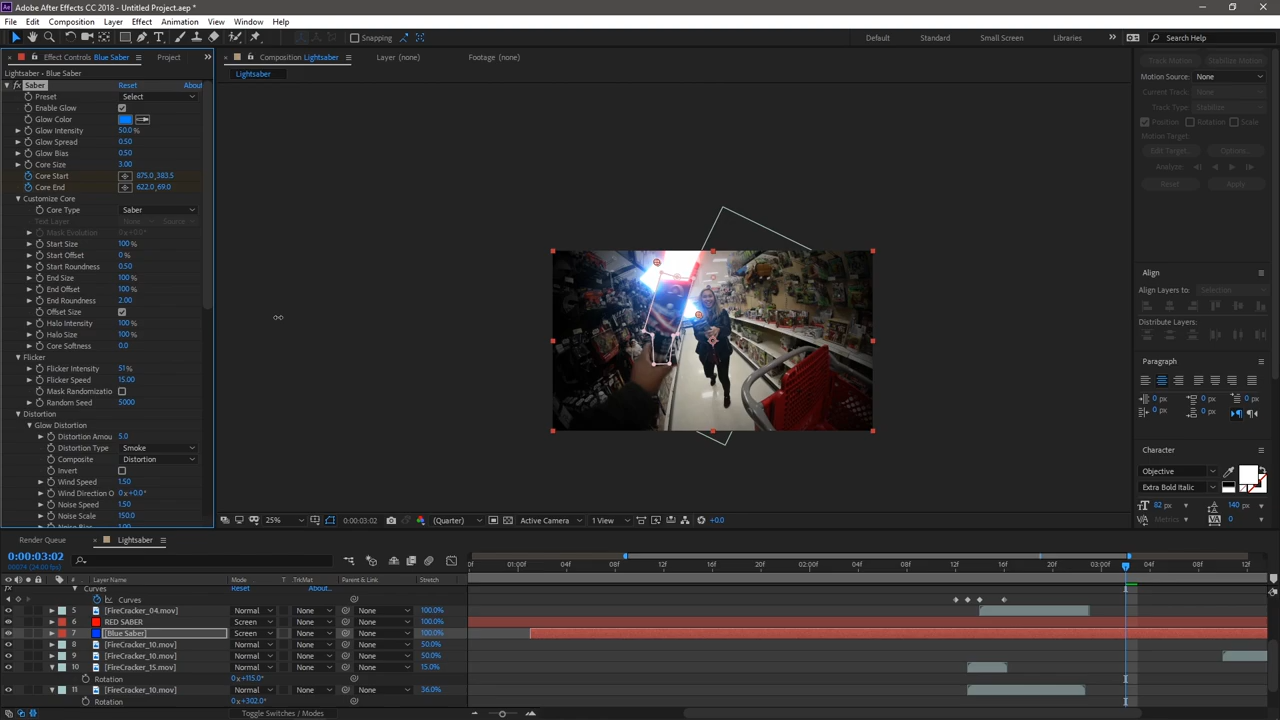 Adobe After Effects CC 2018 - Untitled Project.aep *
File Edit Composition Layer Effect Animation View Window Help
Snapping Default Standard Small Screen Libraries Search Help
Effect Controls Blue Saber Project Composition Lightsaber Layer (none) Footage (none) Track Motion Stabilize Motion
Lightsaber • Blue Saber Lightsaber Motion Source: None
Saber Reset About
Preset Select Current Track: None
Enable Glow Track Type Stabilize
Glow Color Position Rotation Scale
Glow Intensity 50.0 % Motion Target:
Glow Spread 0.50 Edit Target... Options...
Glow Bias 0.50 Analyze:
Core Size 3.00
Core Start 875.0,383.5 Reset Apply
Core End 622.0,69.0
Customize Core
Core Type Saber
Text Layer None Source
Mask Evolution 0x+0.0°
Start Size 100 %
Start Offset 0 %
Start Roundness 0.50 Align
End Size 100 % Align Layers to: Selection
End Offset 100 %
End Roundness 2.00
Offset Size Distribute Layers:
Halo Intensity 100 %
Halo Size 100 %
Core Softness 0.0
Flicker Paragraph
Flicker Intensity 51 %
Flicker Speed 15.00
Mask Randomizatio 0 px 0 px 0 px
Random Seed 5000 0 px 0 px
Distortion
Glow Distortion
Distortion Amou 5.0
Distortion Type Smoke Character
Composite Distortion
Invert Objective
Wind Speed 1.50 Extra Bold Italic
Wind Direction 0 0x+0.0°
Noise Speed 1.50 82 px 140 px
Noise Scale 150.0 Metrics 0
Noise Bias 1.00 25% 0:00:03:02 (Quarter) Active Camera 1 View +0.0
Render Queue Lightsaber
0:00:03:02
00074 (24.00 fps)
0f 01:00f 04f 08f 12f 16f 20f 02:00f 04f 08f 12f 16f 20f 03:00f 04f 08f 12f
# Layer Name Mode T .TrkMat Parent & Link Stretch
Curves Reset About...
Curves
5 [FireCracker_04.mov] Normal None None 100.0%
6 RED SABER Screen None None 100.0%
7 [Blue Saber] Screen None None 100.0%
8 [FireCracker_10.mov] Normal None None 50.0%
9 [FireCracker_10.mov] Normal None None 50.0%
10 [FireCracker_15.mov] Normal None None 15.0%
Rotation 0x+115.0°
11 [FireCracker_10.mov] Normal None None 36.0%
Rotation 0x+302.0°
Toggle Switches / Modes